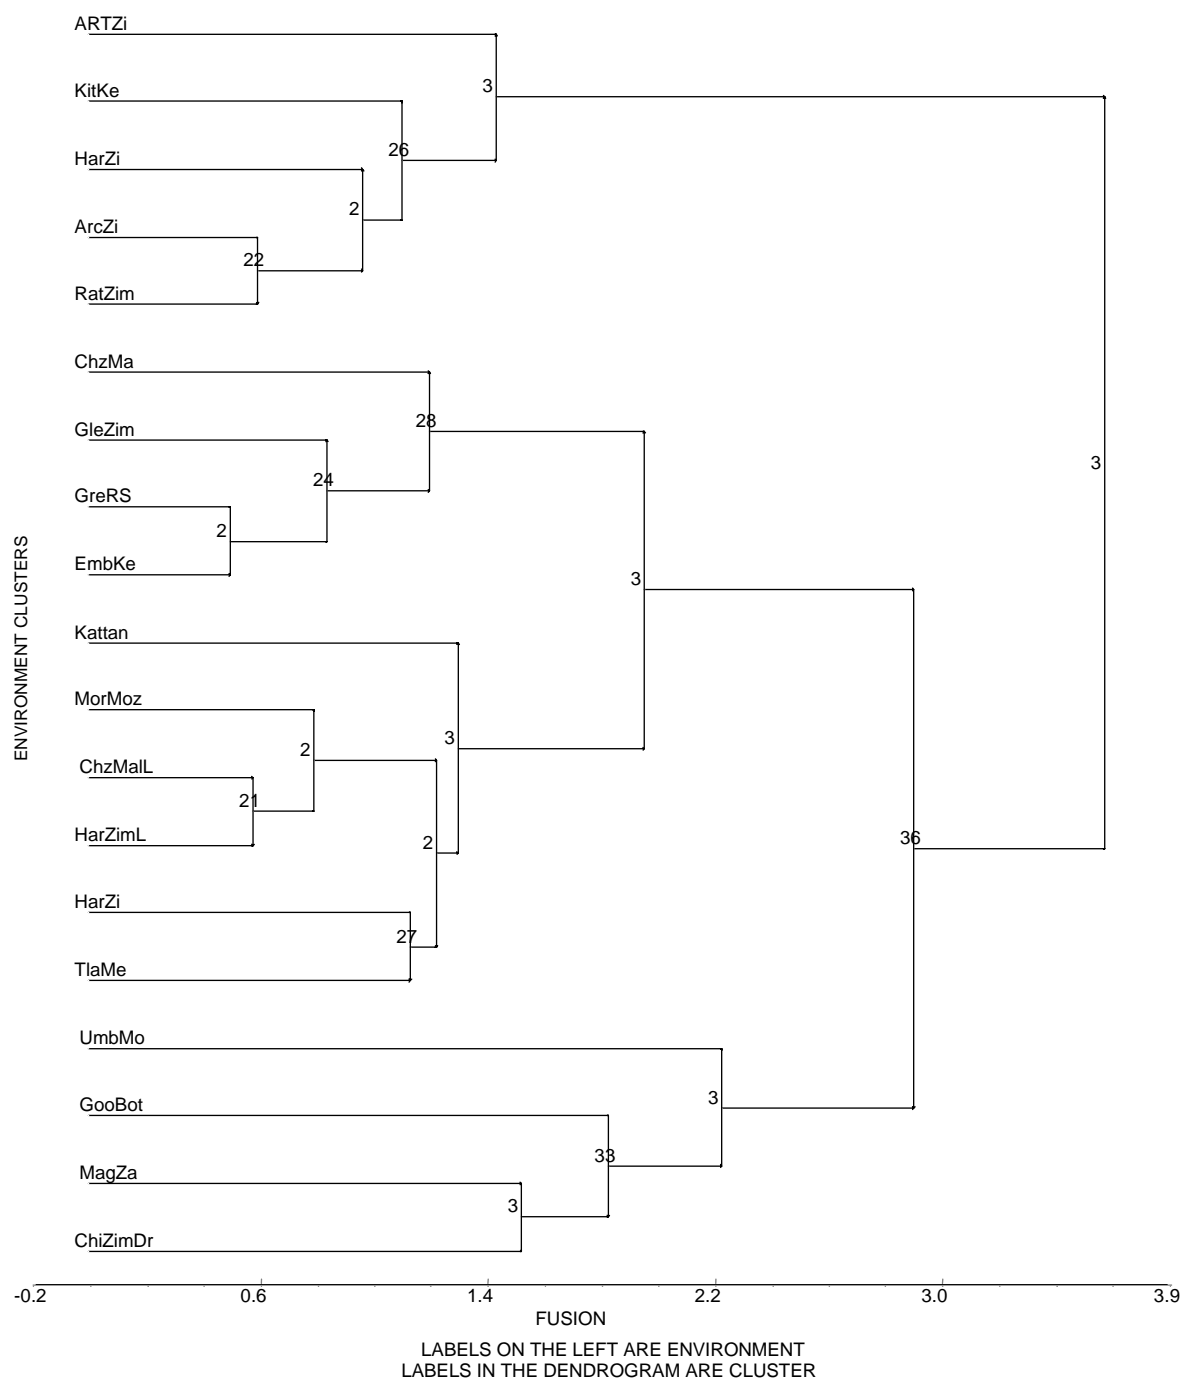 ARTZi
3
KitKe
26
HarZi
2
ArcZi
22
RatZim
ChzMa
28
GleZim
3
24
GreRS
2
EmbKe
ENVIRONMENT CLUSTERS
3
Kattan
MorMoz
3
2
ChzMalL
21
HarZimL
2
36
HarZi
27
TlaMe
UmbMo
3
GooBot
33
MagZa
3
ChiZimDr
-0.2 0.6 1.4 2.2 3.0 3.9
FUSION
LABELS ON THE LEFT ARE ENVIRONMENT
LABELS IN THE DENDROGRAM ARE CLUSTER